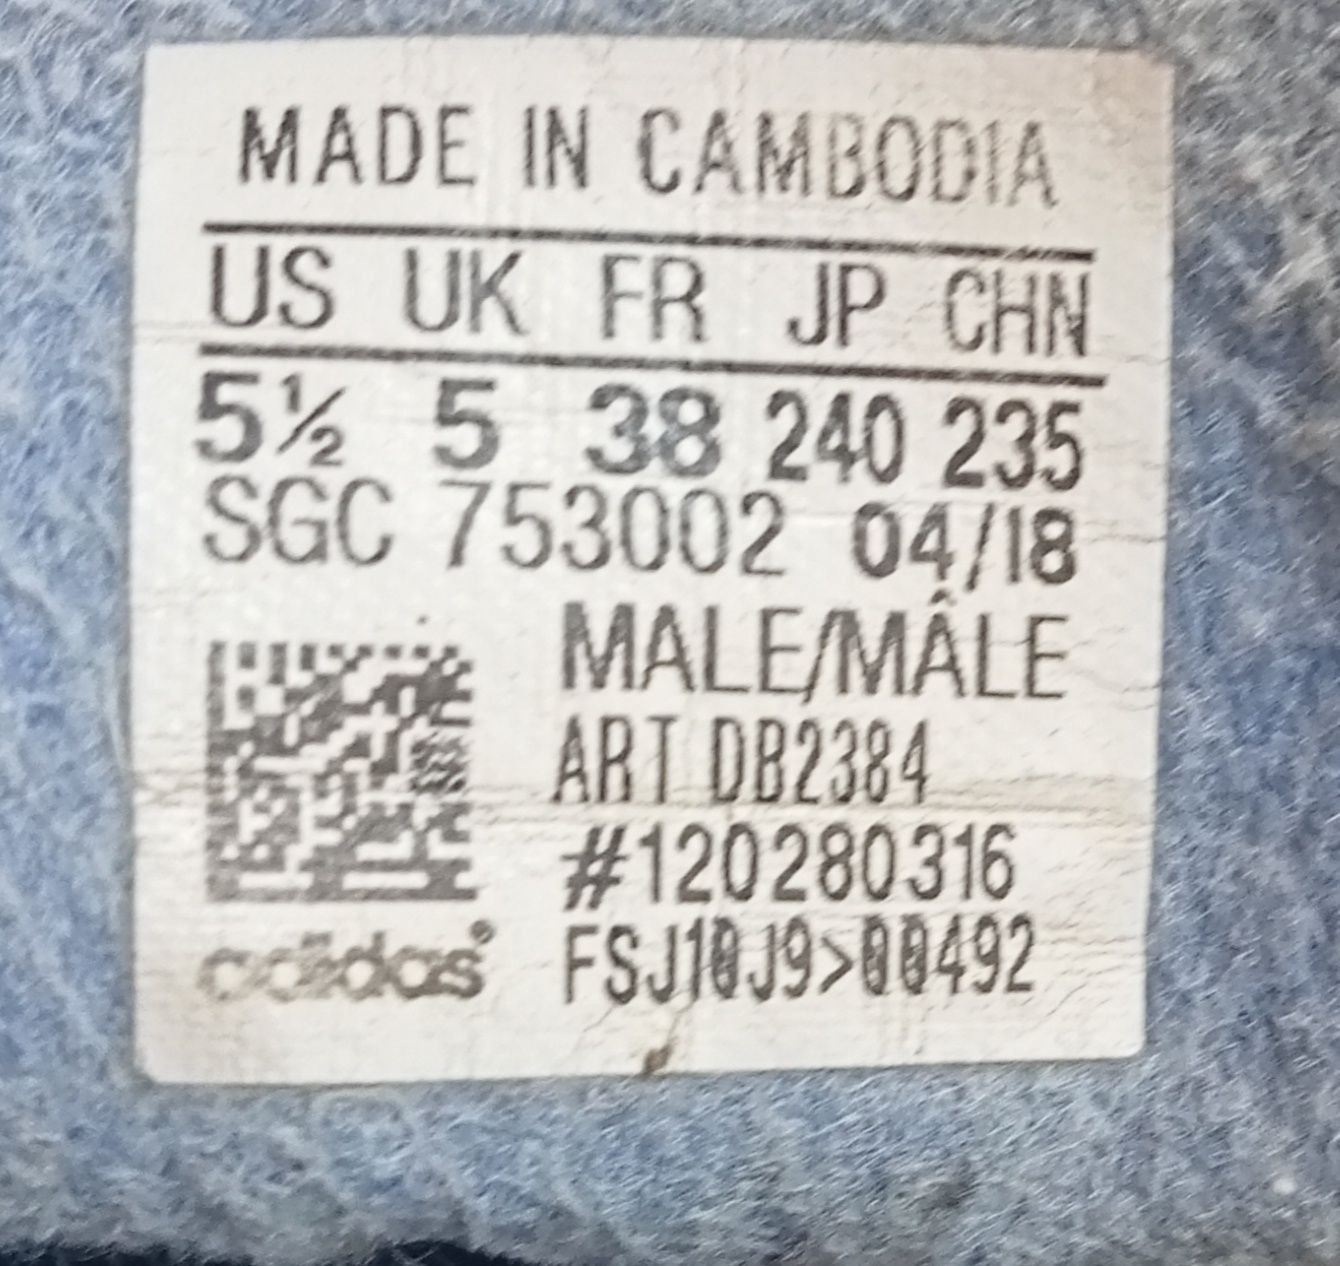 MADE IN CAMBODIA
US UK FR JP CHN
5½ 5 38 240 235
SGC 753002 04/18
MALE/MÂLE
ART DB2384
#120280316
adidas® FSJ10J9>00492